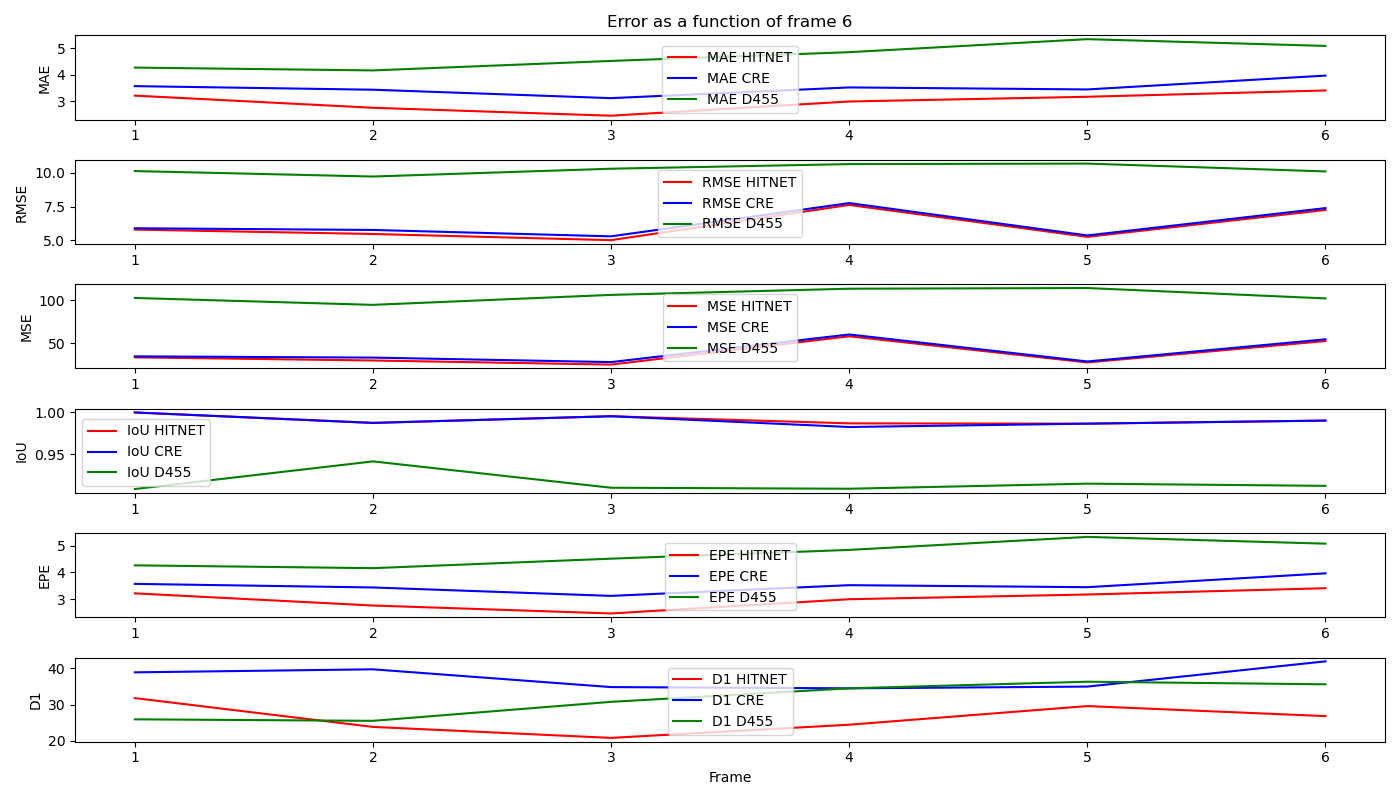 Error as a function of frame 6
MAE
5
4
3
MAE HITNET
MAE CRE
MAE D455
1 2 3 4 5 6
RMSE
10.0
7.5
5.0
RMSE HITNET
RMSE CRE
RMSE D455
1 2 3 4 5 6
MSE
100
50
MSE HITNET
MSE CRE
MSE D455
1 2 3 4 5 6
IoU
1.00
0.95
IoU HITNET
IoU CRE
IoU D455
1 2 3 4 5 6
EPE
5
4
3
EPE HITNET
EPE CRE
EPE D455
1 2 3 4 5 6
D1
40
30
20
D1 HITNET
D1 CRE
D1 D455
1 2 3 4 5 6
Frame